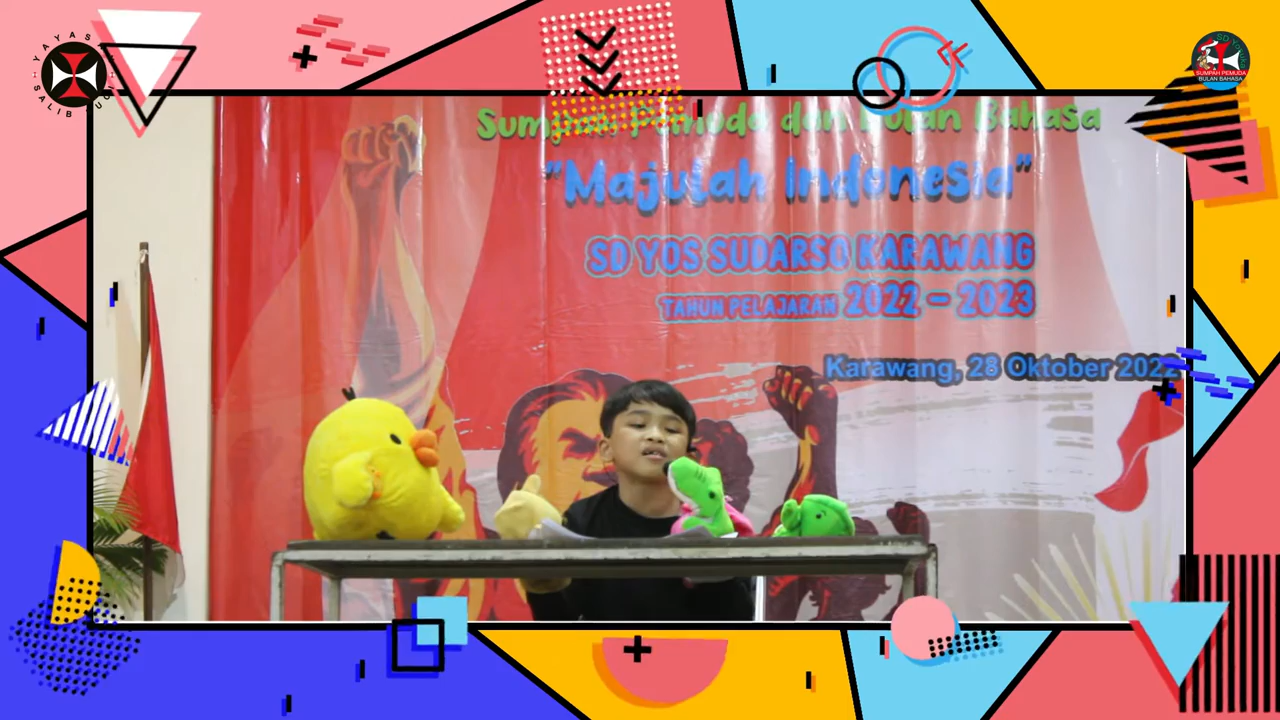 Sumpah Pemuda dan Bulan Bahasa
"Majulah Indonesia"
SD YOS SUDARSO KARAWANG
TAHUN PELAJARAN 2022 - 2023
Karawang, 28 Oktober 2022
SUMPAH PEMUDA
BULAN BAHASA